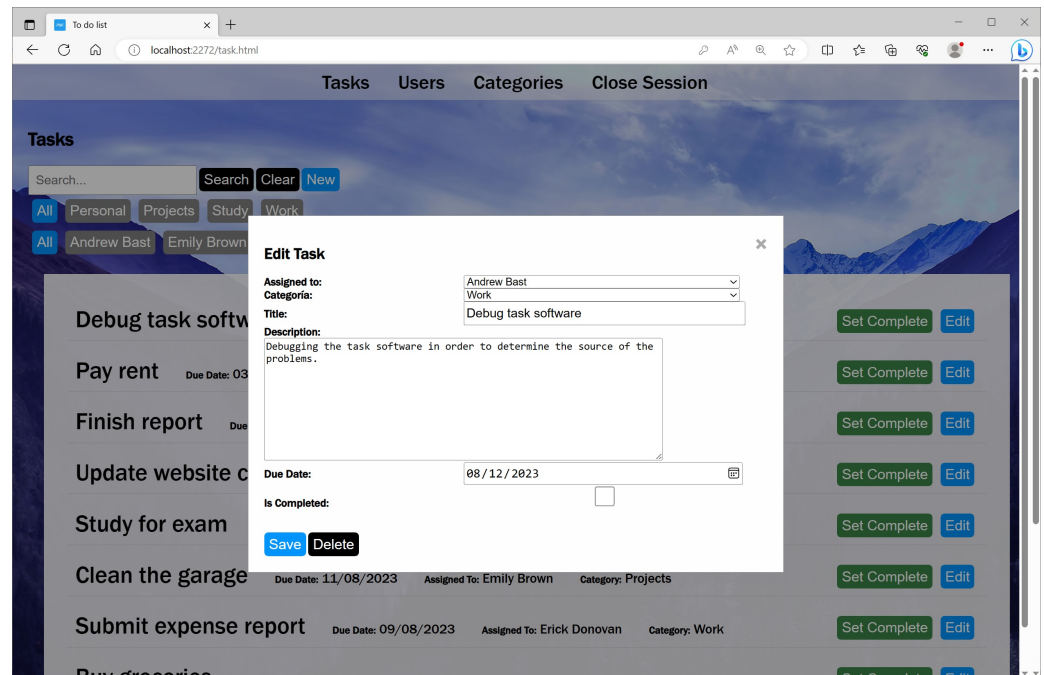 To do list
localhost:2272/task.html
Tasks Users Categories Close Session
Tasks
Search... Search Clear New
All Personal Projects Study Work
All Andrew Bast Emily Brown
Edit Task ×
Assigned to: Andrew Bast
Categoría: Work
Title: Debug task software
Description:
Debugging the task software in order to determine the source of the
problems.
Due Date: 08/12/2023
Is Completed:
Save Delete
Debug task softw Set Complete Edit
Pay rent Due Date: 03 Set Complete Edit
Finish report Due Set Complete Edit
Update website c Set Complete Edit
Study for exam Set Complete Edit
Clean the garage Due Date: 11/08/2023 Assigned To: Emily Brown Category: Projects Set Complete Edit
Submit expense report Due Date: 09/08/2023 Assigned To: Erick Donovan Category: Work Set Complete Edit
Buy groceries Set Complete Edit